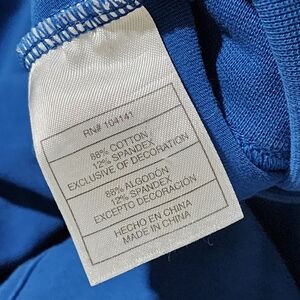 RN# 104141
88% COTTON
12% SPANDEX
EXCLUSIVE OF DECORATION
88% ALGODÓN
12% SPANDEX
EXCEPTO DECORACIÓN
HECHO EN CHINA
MADE IN CHINA